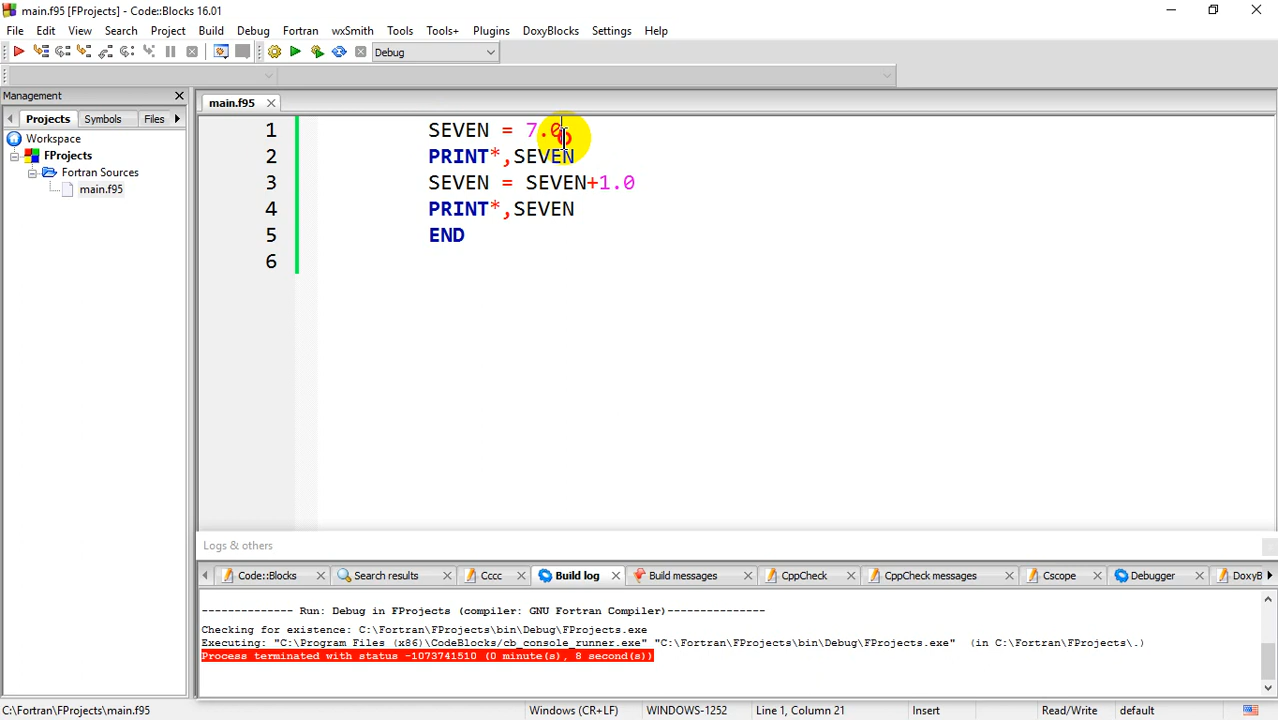 main.f95 [FProjects] - Code::Blocks 16.01
File Edit View Search Project Build Debug Fortran wxSmith Tools Tools+ Plugins DoxyBlocks Settings Help
Debug
Management
main.f95
Projects Symbols Files
Workspace
FProjects
Fortran Sources
main.f95
1 SEVEN = 7.0
2 PRINT*,SEVEN
3 SEVEN = SEVEN+1.0
4 PRINT*,SEVEN
5 END
6
Logs & others
Code::Blocks Search results Cccc Build log Build messages CppCheck CppCheck messages Cscope Debugger DoxyB
-------------- Run: Debug in FProjects (compiler: GNU Fortran Compiler)---------------
Checking for existence: C:\Fortran\FProjects\bin\Debug\FProjects.exe
Executing: "C:\Program Files (x86)\CodeBlocks/cb_console_runner.exe" "C:\Fortran\FProjects\bin\Debug\FProjects.exe"  (in C:\Fortran\FProjects\.)
Process terminated with status -1073741510 (0 minute(s), 8 second(s))
C:\Fortran\FProjects\main.f95 Windows (CR+LF) WINDOWS-1252 Line 1, Column 21 Insert Read/Write default